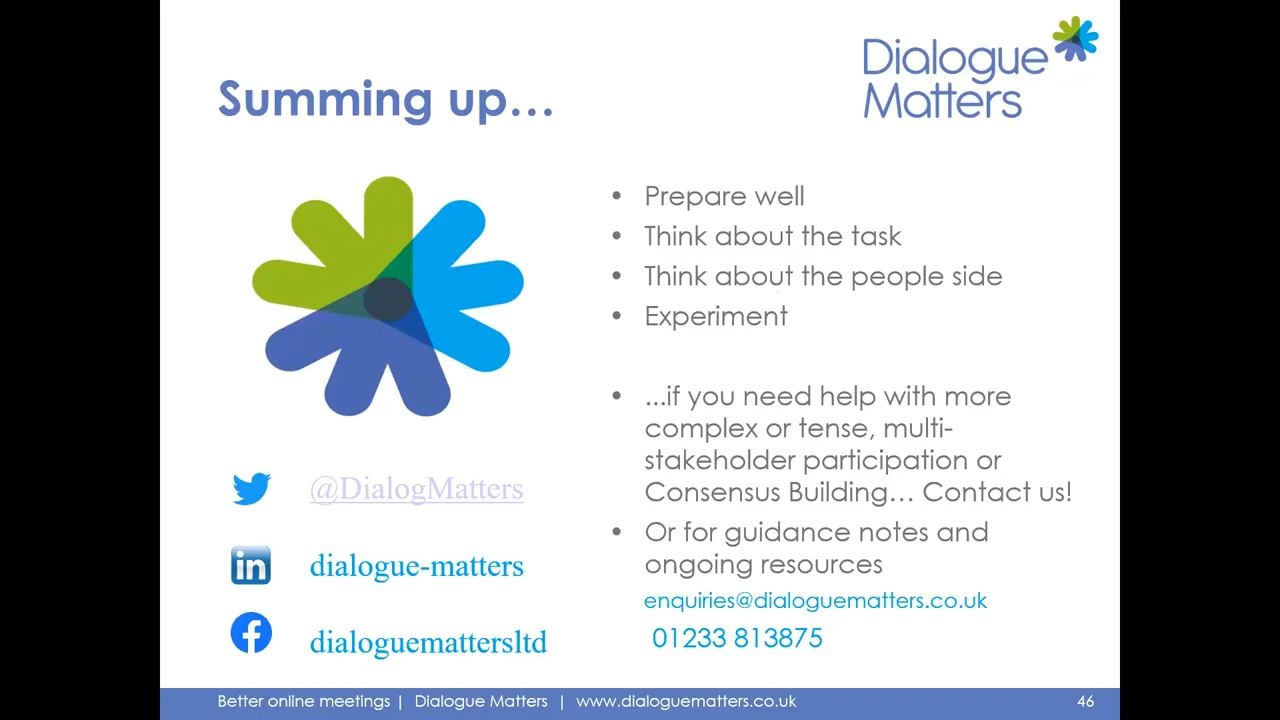 Dialogue
Matters
Summing up…
• Prepare well
• Think about the task
• Think about the people side
• Experiment
• ...if you need help with more
complex or tense, multi-
stakeholder participation or
Consensus Building… Contact us!
• Or for guidance notes and
ongoing resources
enquiries@dialoguematters.co.uk
01233 813875
@DialogMatters
in dialogue-matters
f dialoguemattersltd
Better online meetings | Dialogue Matters | www.dialoguematters.co.uk 46